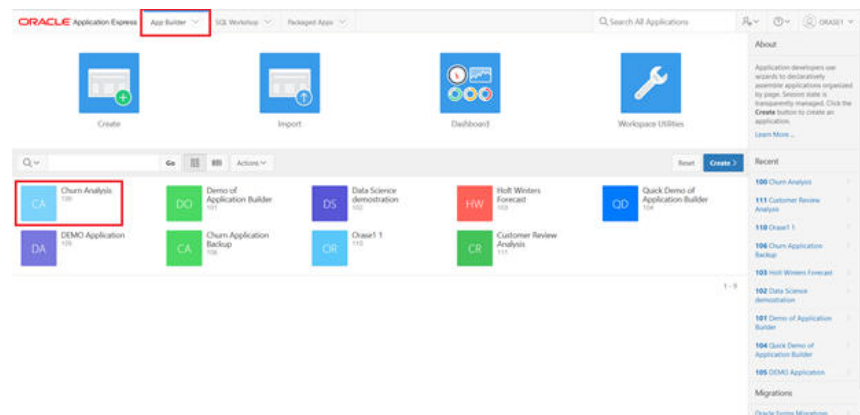 ORACLE Application Express
App Builder
SQL Workshop
Packaged Apps
Search All Applications
ORASE1
Create
Import
Dashboard
Workspace Utilities
Go
Actions
Reset
Create >
CA
Churn Analysis
100
DO
Demo of
Application Builder
101
DS
Data Science
demostration
102
HW
Holt Winters
Forecast
103
QD
Quick Demo of
Application Builder
104
DA
DEMO Application
105
CA
Churn Application
Backup
106
OR
Orase1 1
110
CR
Customer Review
Analysis
111
1 - 9
About
Application developers use
wizards to declaratively
assemble applications organized
by page. Session state is
transparently managed. Click the
Create button to create an
application.
Learn More ...
Recent
100 Churn Analysis
111 Customer Review
Analysis
110 Orase1 1
106 Churn Application
Backup
103 Holt Winters Forecast
102 Data Science
demostration
101 Demo of Application
Builder
104 Quick Demo of
Application Builder
105 DEMO Application
Migrations
Oracle Forms Migrations